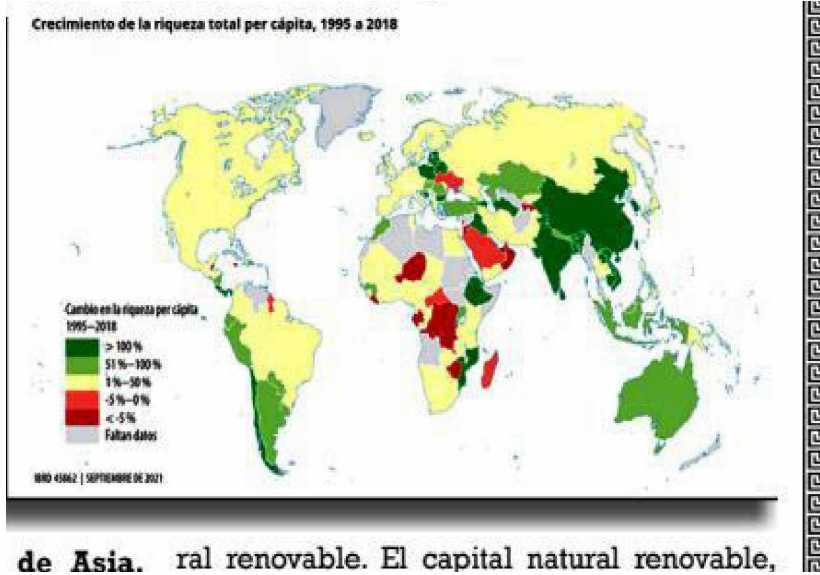 Crecimiento de la riqueza total per cápita, 1995 a 2018
Cambio en la riqueza per cápita
1995–2018
> 100 %
51 %–100 %
1 %–50 %
-5 %–0 %
< -5 %
Faltan datos
IBRD 45862 | SEPTIEMBRE DE 2021
de Asia. ral renovable. El capital natural renovable,